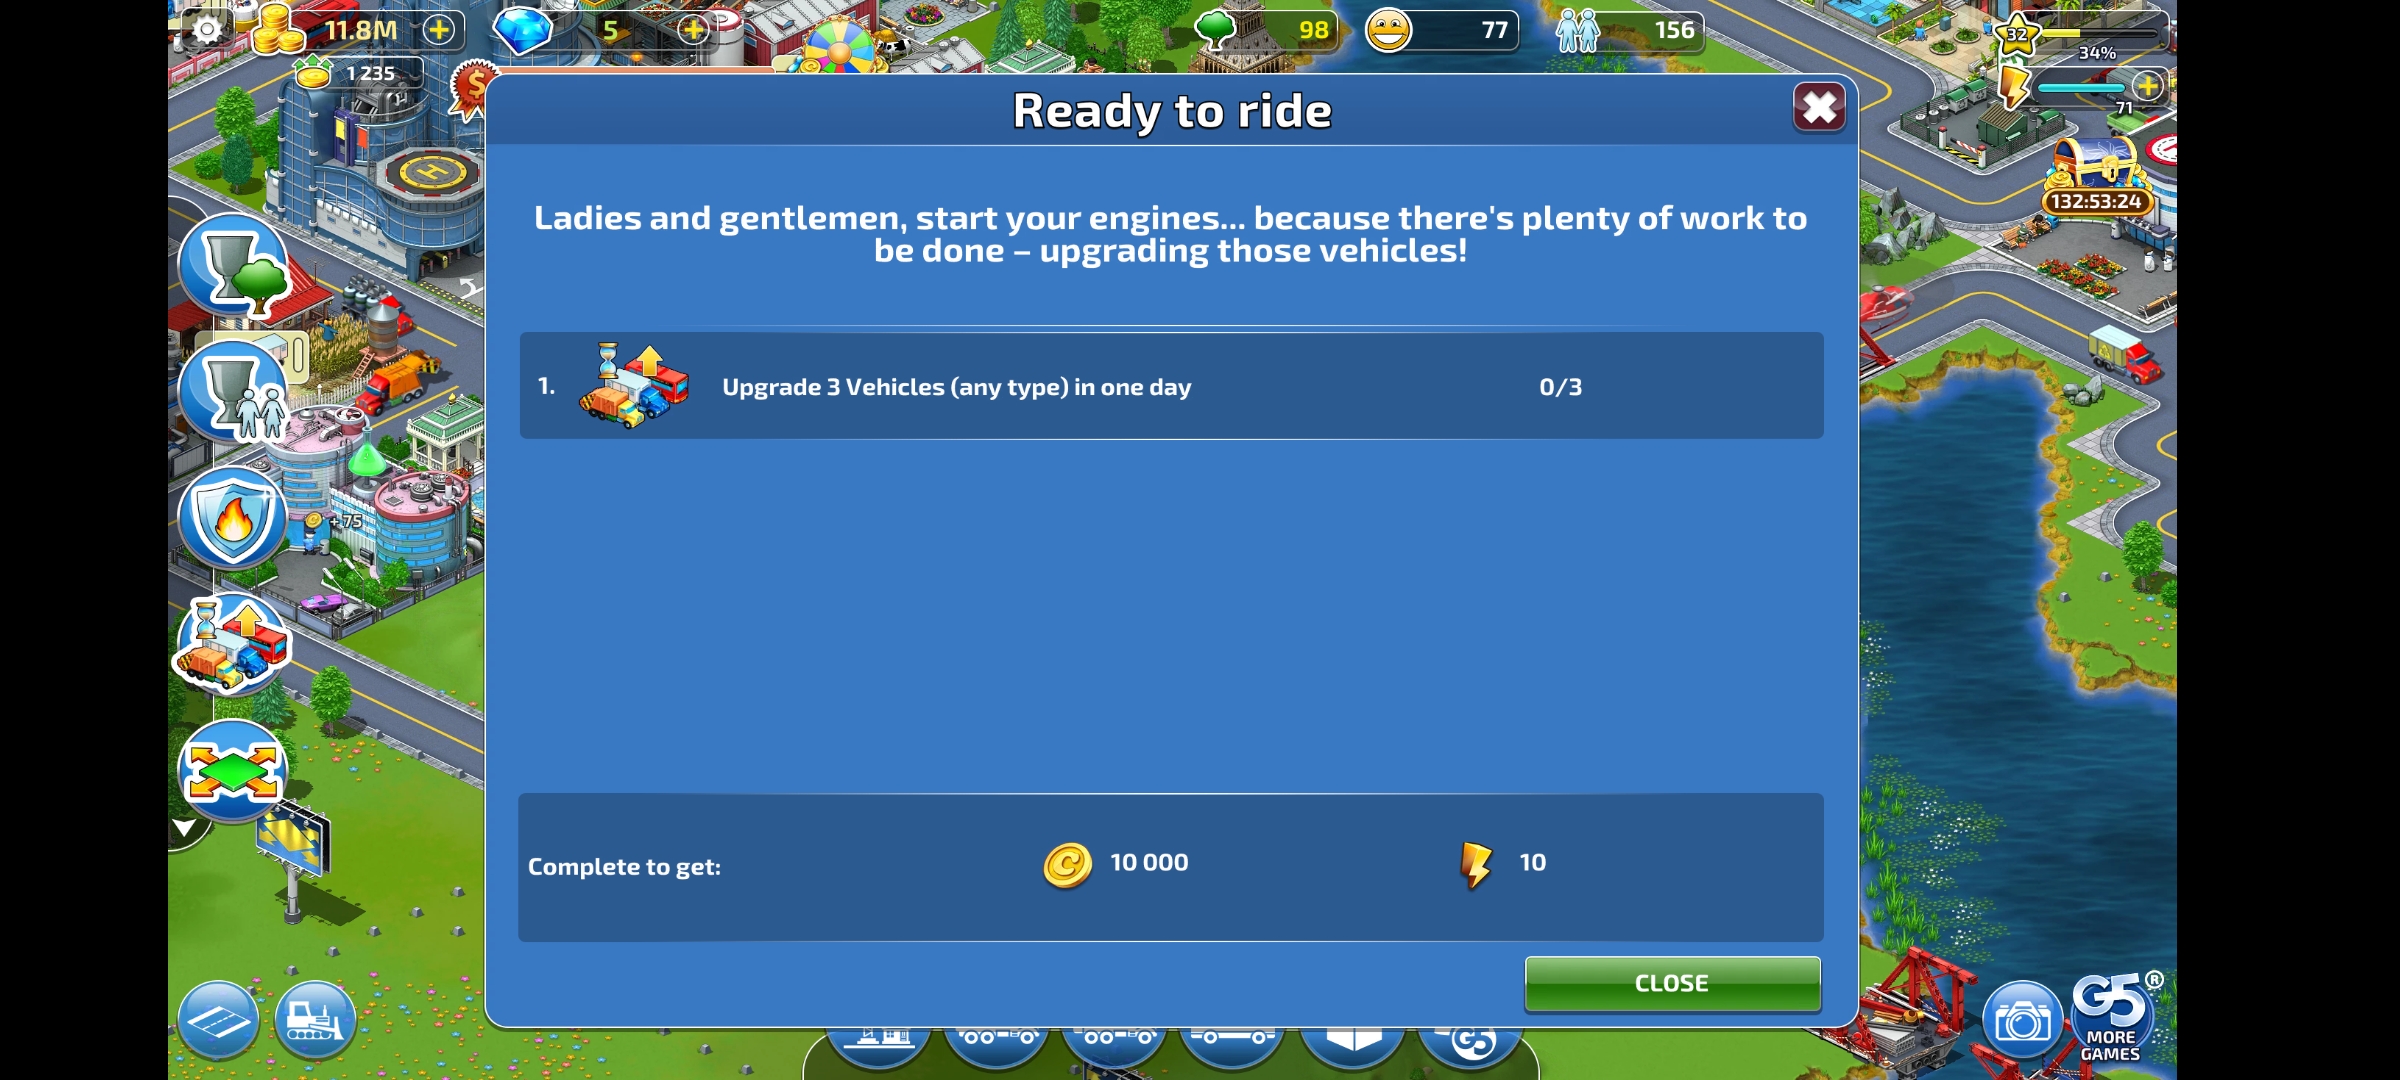 11.8M
5
98
77
156
32
34%
1 235
71
132:53:24
Ready to ride
Ladies and gentlemen, start your engines... because there's plenty of work to
be done – upgrading those vehicles!
1.
Upgrade 3 Vehicles (any type) in one day
0/3
+75
Complete to get:
10 000
10
CLOSE
G5®
MORE
GAMES
G5